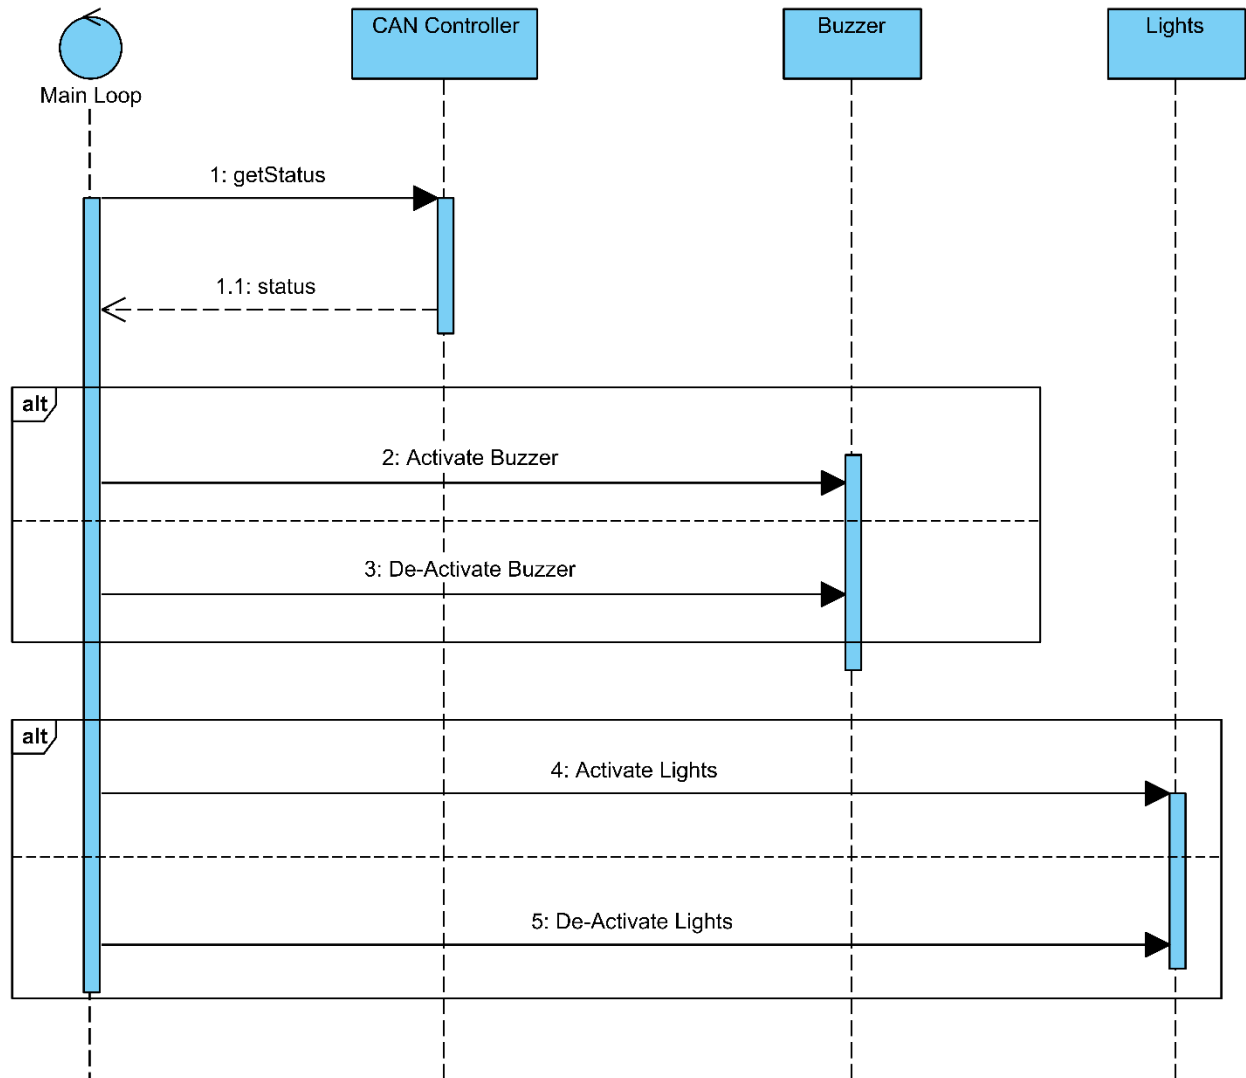 CAN Controller
Buzzer
Lights
Main Loop
1: getStatus
1.1: status
alt
2: Activate Buzzer
3: De-Activate Buzzer
alt
4: Activate Lights
5: De-Activate Lights